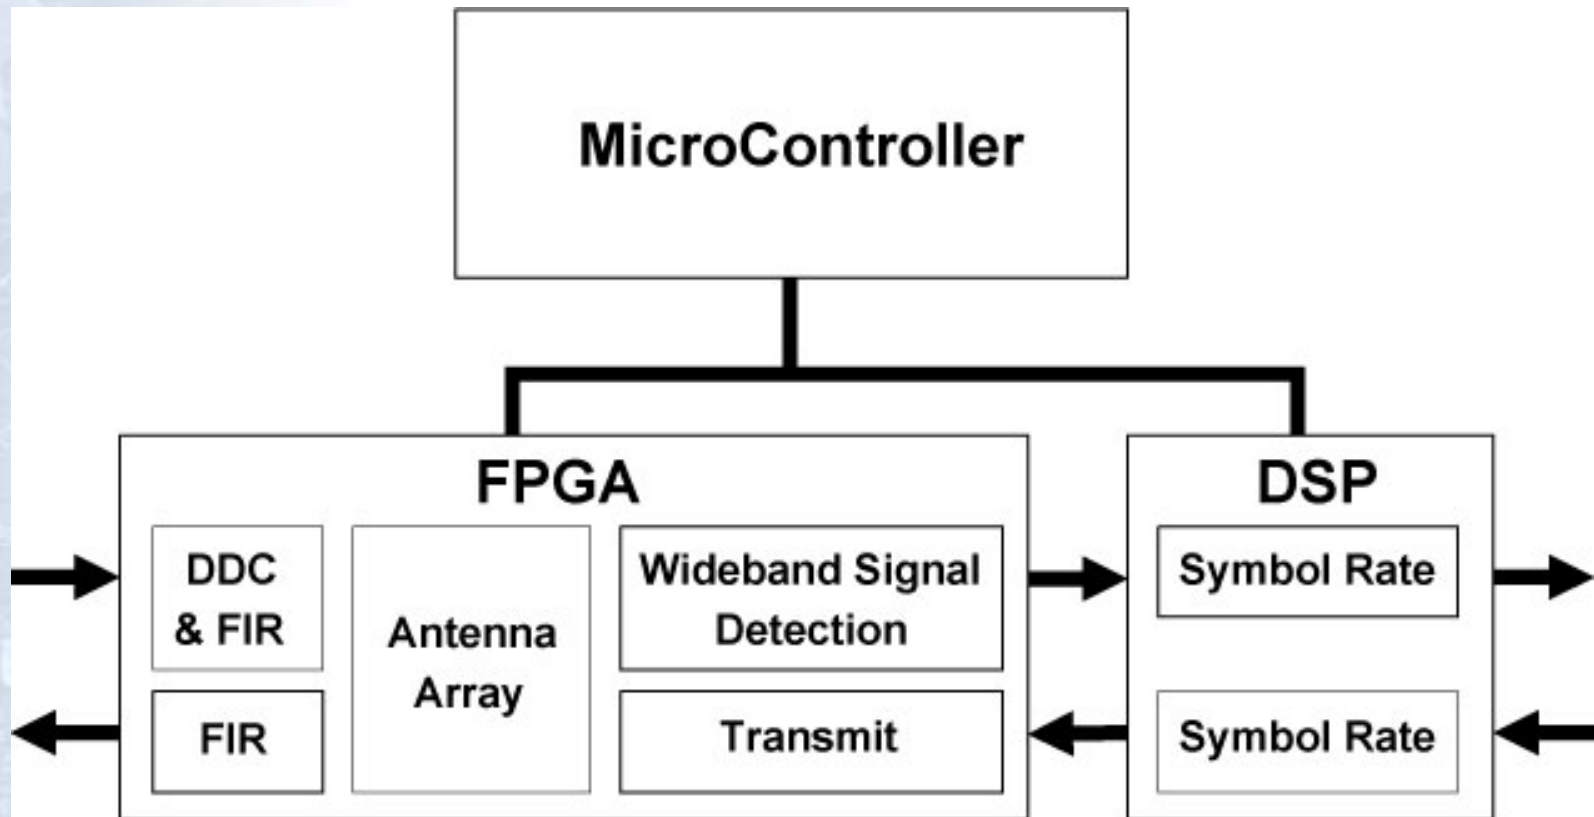 MicroController
FPGA
DDC
& FIR
FIR
Antenna
Array
Wideband Signal
Detection
Transmit
DSP
Symbol Rate
Symbol Rate